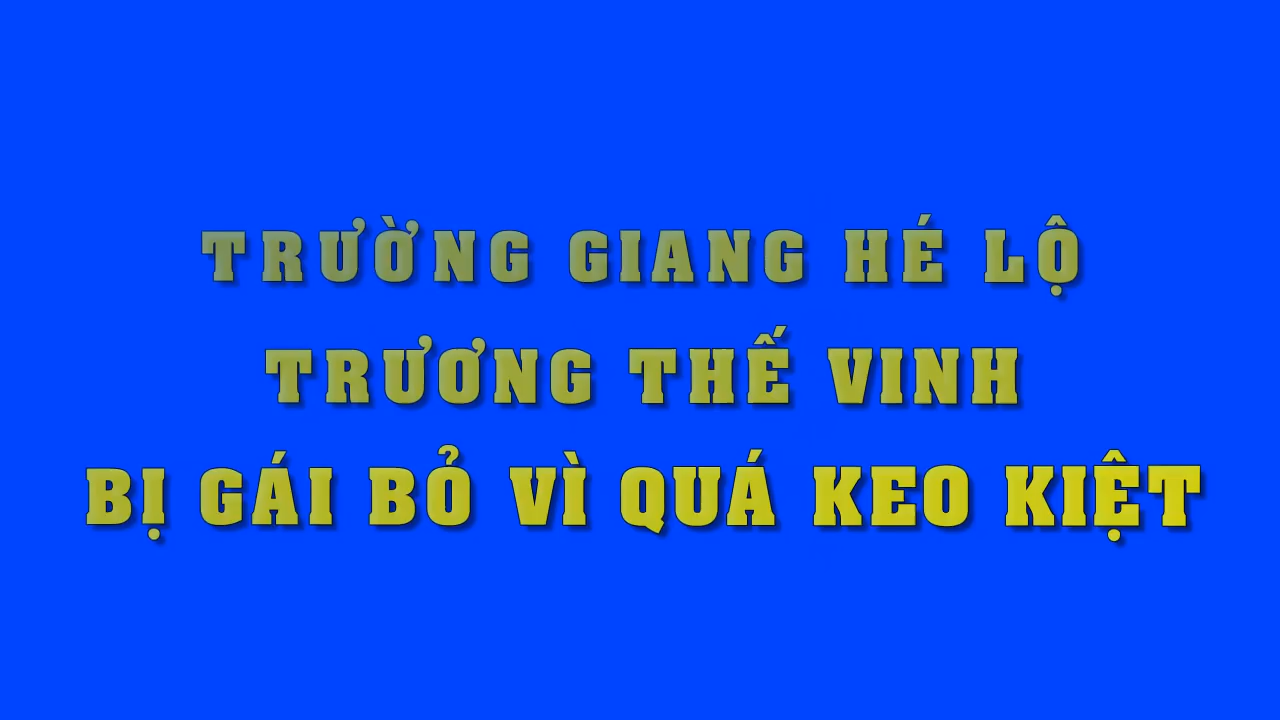 TRƯỜNG GIANG HÉ LỘ
TRƯƠNG THẾ VINH
BỊ GÁI BỎ VÌ QUÁ KEO KIỆT